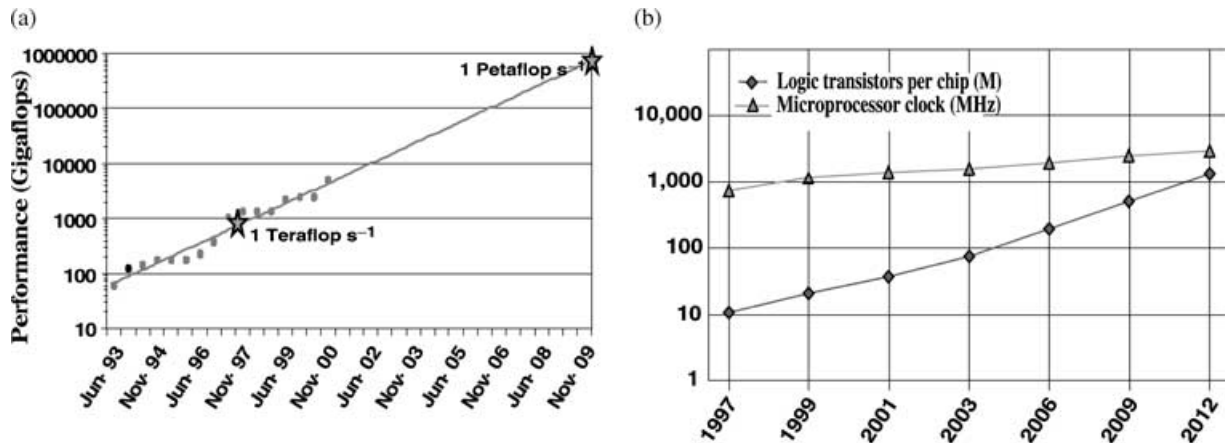 (a)
Performance (Gigaflops)
1000000
100000
10000
1000
100
10
1 Petaflop s⁻¹
1 Teraflop s⁻¹
Jun- 93
Nov- 94
Jun- 96
Nov- 97
Jun- 99
Nov- 00
Jun- 02
Nov- 03
Jun- 05
Nov- 06
Jun- 08
Nov- 09
(b)
Logic transistors per chip (M)
Microprocessor clock (MHz)
10,000
1,000
100
10
1
1997
1999
2001
2003
2006
2009
2012